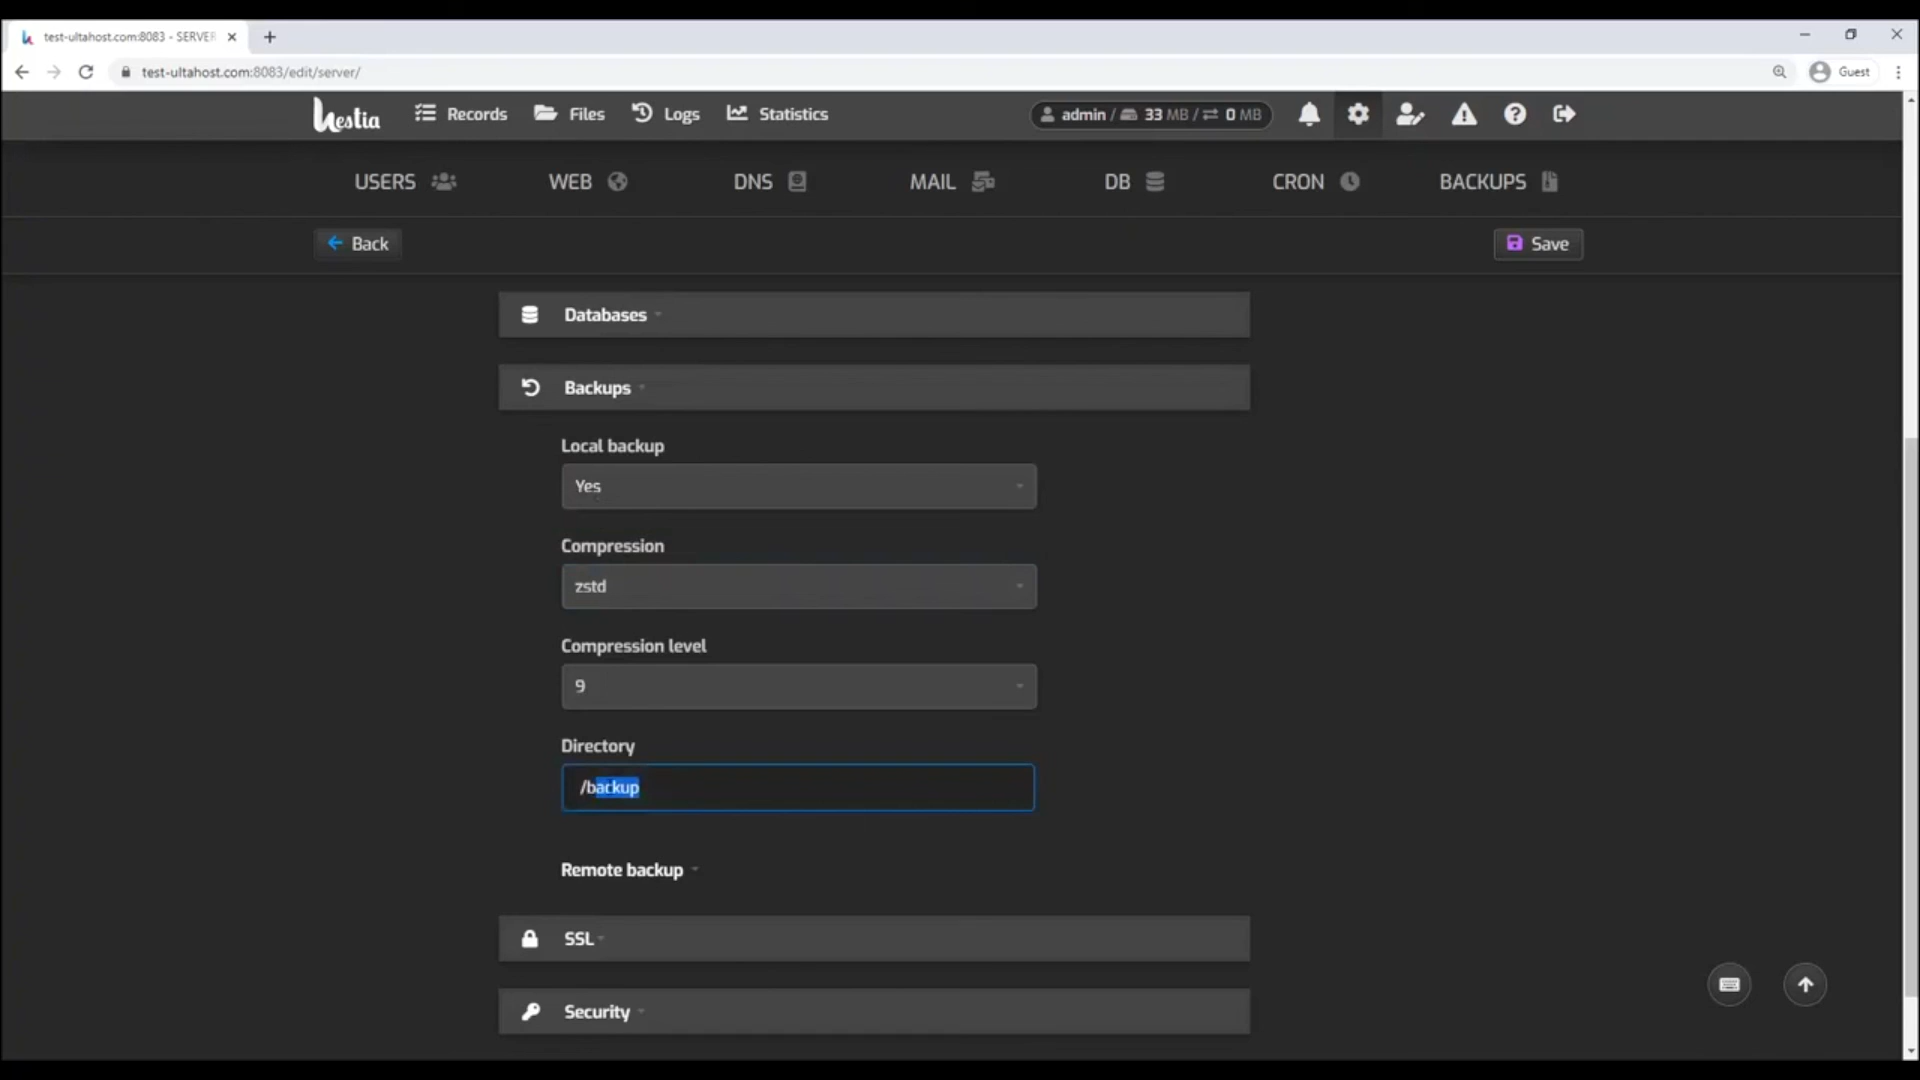 test-ultahost.com:8083 - SERVER
test-ultahost.com:8083/edit/server/
Guest
hestia
Records
Files
Logs
Statistics
admin / 33 MB / 0 MB
USERS
WEB
DNS
MAIL
DB
CRON
BACKUPS
Back
Save
Databases
Backups
Local backup
Yes
Compression
zstd
Compression level
9
Directory
/backup
Remote backup
SSL
Security